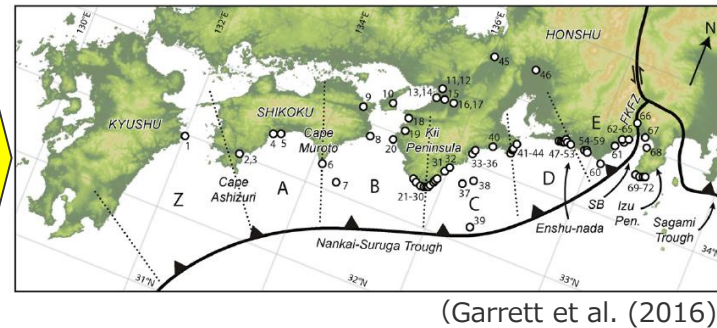 130°E
132°E
134°E
136°E
N
HONSHU
45
46
11,12
13,14
15
16,17
9
10
18
19
20
8
SHIKOKU
KYUSHU
1
4
5
2,3
Cape
Muroto
6
7
Kii
Peninsula
Cape
Ashizuri
21-30
31
32
33-36
37
38
39
40
41-44
47-53
54-59
60
61
62-65
66
67
68
69-72
FKFZ
Z
A
B
C
D
E
Enshu-nada
SB
Izu
Pen.
Sagami
Trough
Nankai-Suruga Trough
31°N
32°N
33°N
34°N
(Garrett et al. (2016)